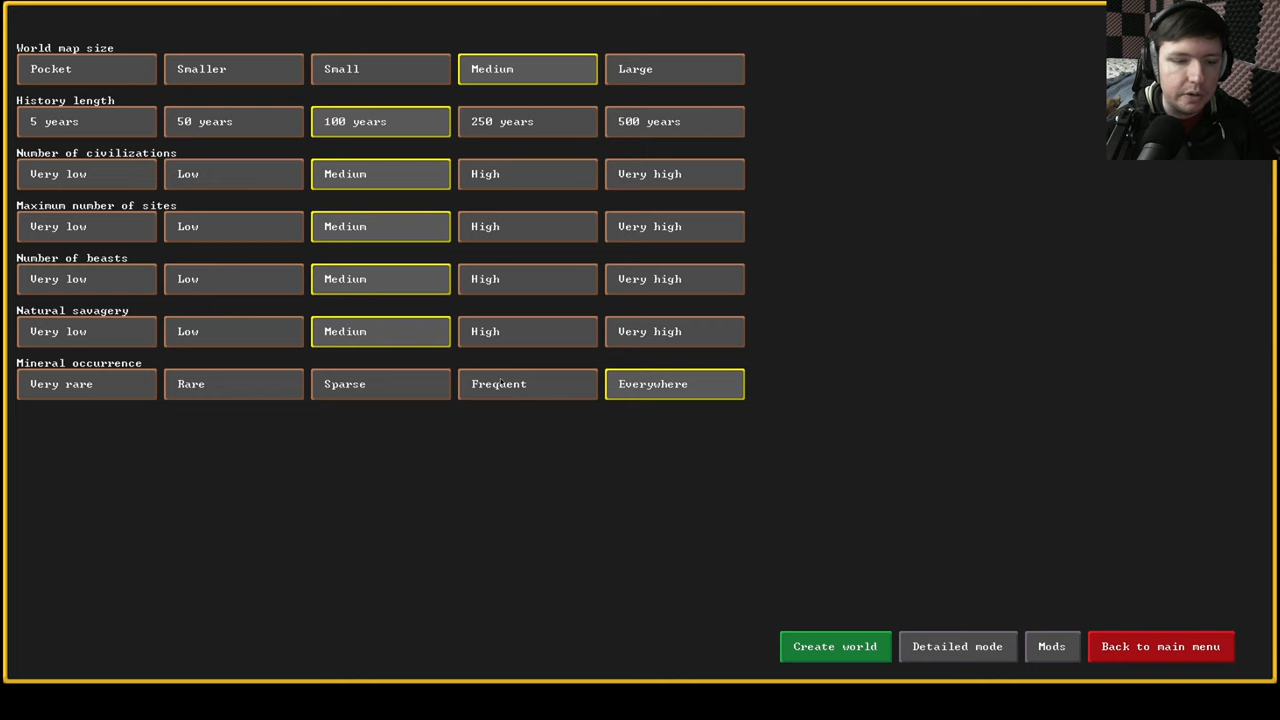 World map size
Pocket Smaller Small Medium Large
History length
5 years 50 years 100 years 250 years 500 years
Number of civilizations
Very low Low Medium High Very high
Maximum number of sites
Very low Low Medium High Very high
Number of beasts
Very low Low Medium High Very high
Natural savagery
Very low Low Medium High Very high
Mineral occurrence
Very rare Rare Sparse Frequent Everywhere
Create world Detailed mode Mods Back to main menu